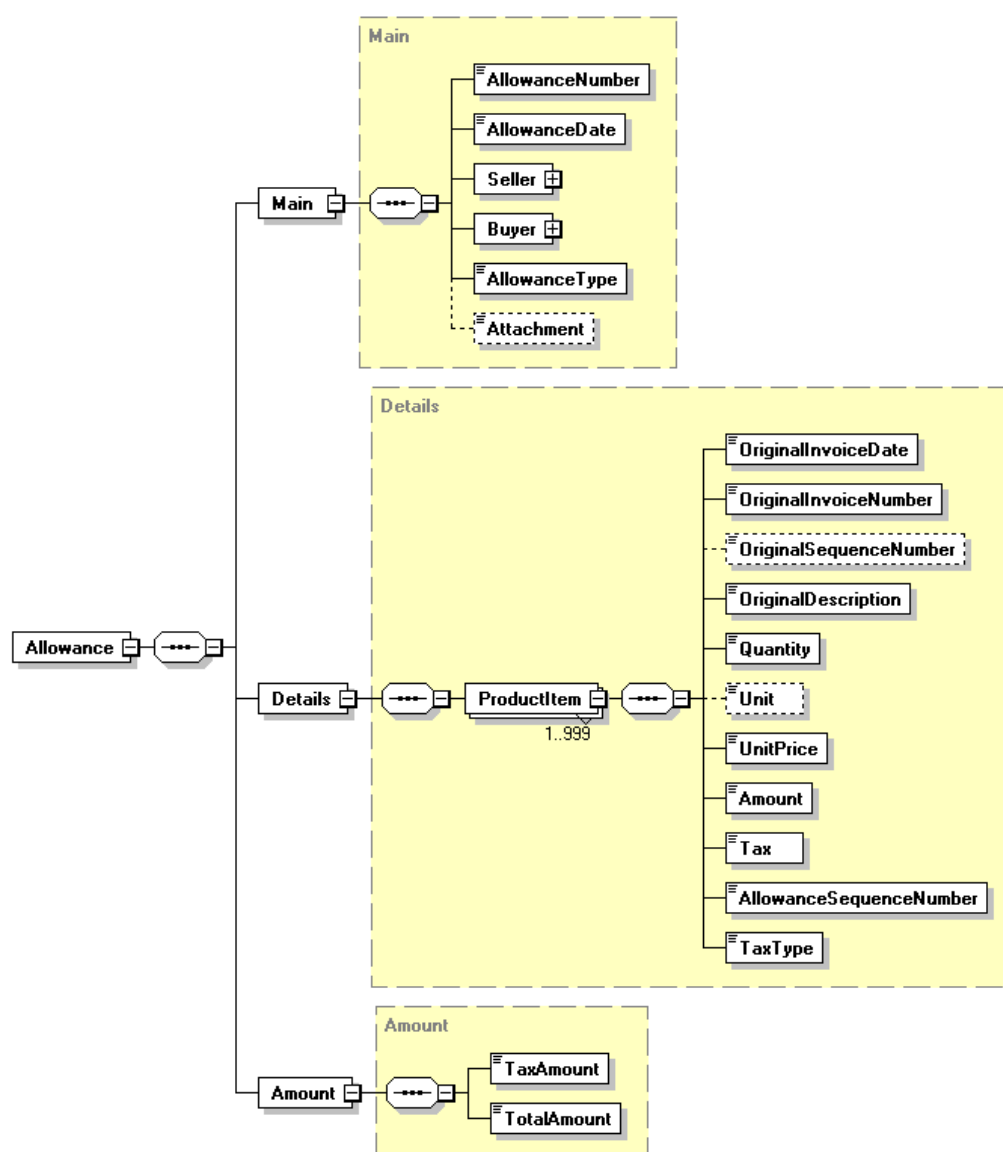 Main
AllowanceNumber
AllowanceDate
Seller
Buyer
AllowanceType
Attachment
Main
Details
OriginalInvoiceDate
OriginalInvoiceNumber
OriginalSequenceNumber
OriginalDescription
Quantity
Unit
UnitPrice
Amount
Tax
AllowanceSequenceNumber
TaxType
Allowance
Details
ProductItem
1..999
Amount
TaxAmount
TotalAmount
Amount